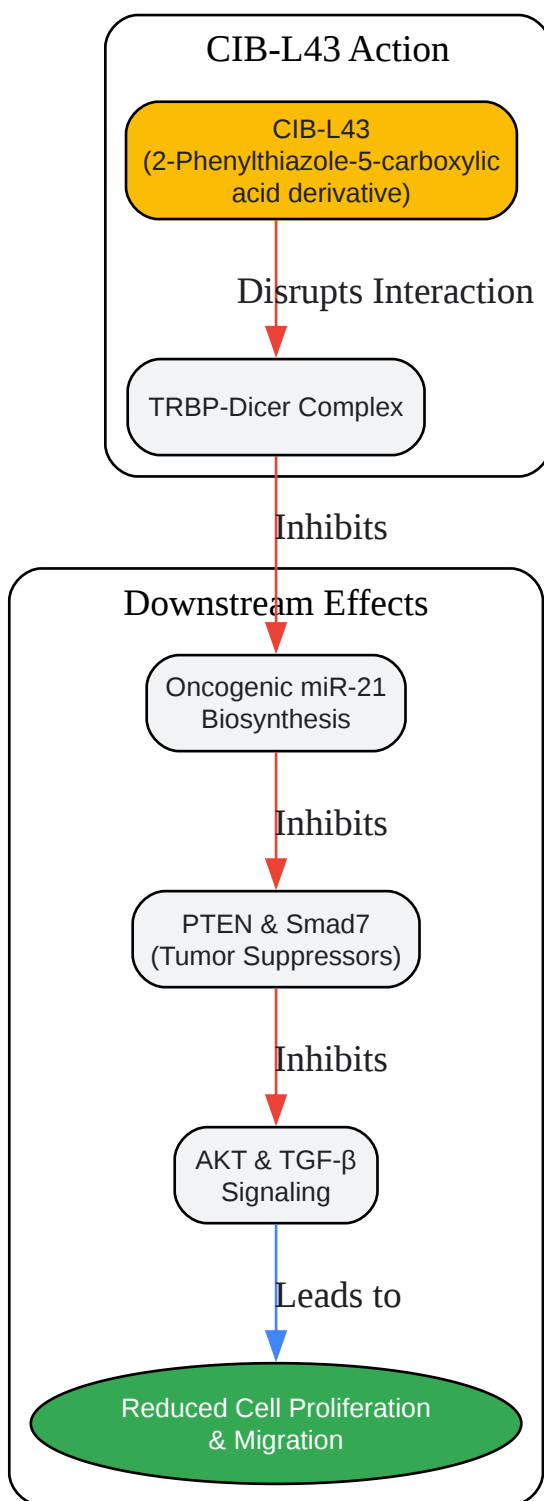 CIB-L43 Action
CIB-L43
(2-Phenylthiazole-5-carboxylic
acid derivative)
Disrupts Interaction
TRBP-Dicer Complex
Inhibits
Downstream Effects
Oncogenic miR-21
Biosynthesis
Inhibits
PTEN & Smad7
(Tumor Suppressors)
Inhibits
AKT & TGF-β
Signaling
Leads to
Reduced Cell Proliferation
& Migration